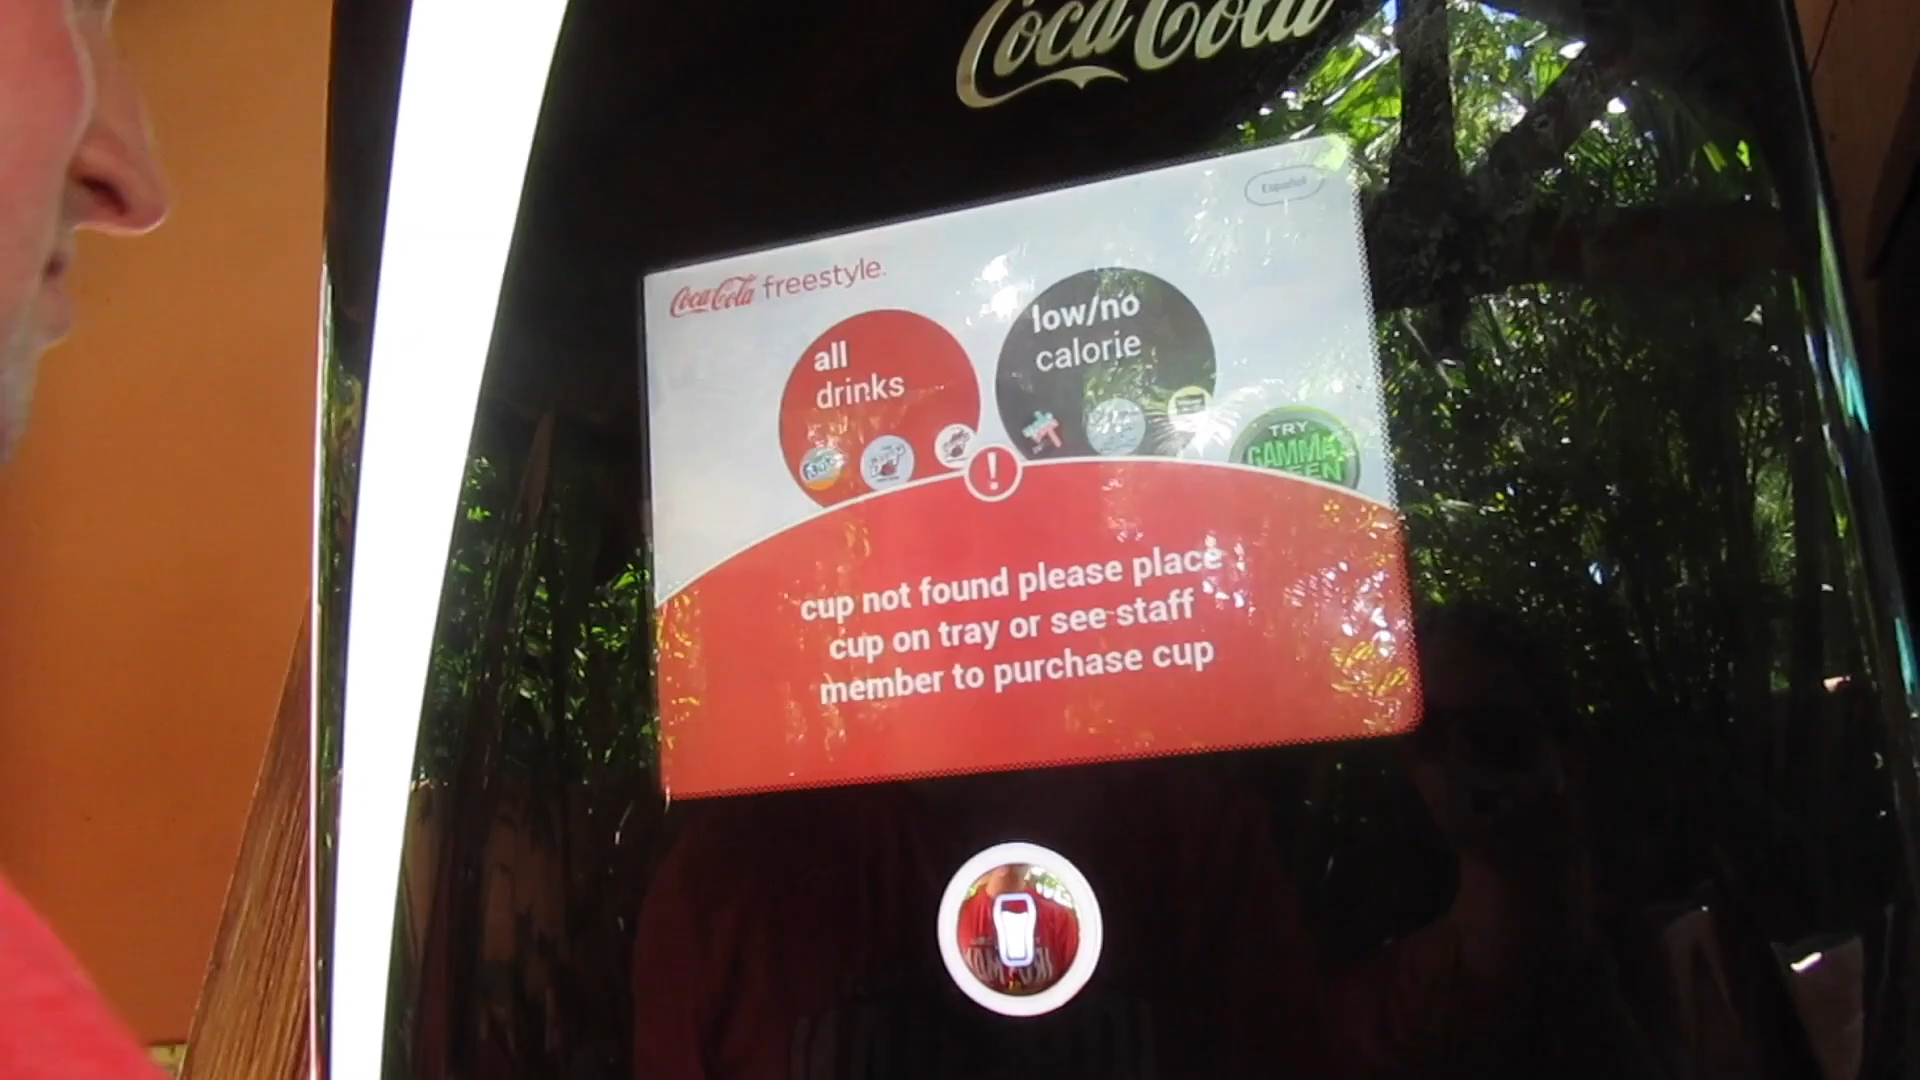 Coca-Cola
Español
Coca-Cola freestyle.
all
drinks
low/no
calorie
TRY
GAMMA
cup not found please place
cup on tray or see staff
member to purchase cup